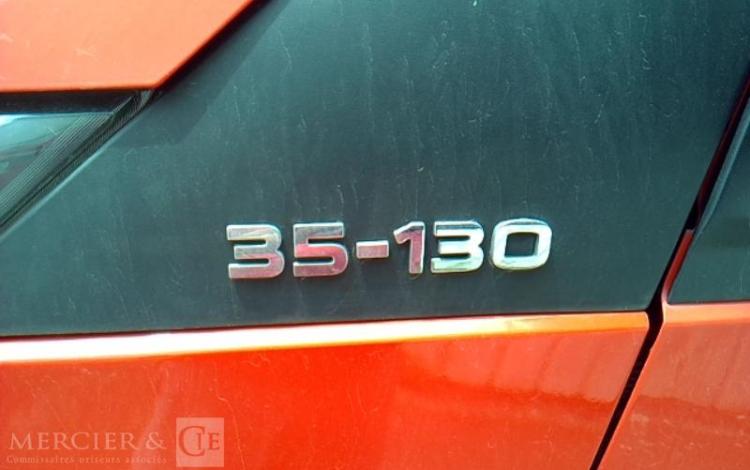 35-130
MERCIER & CIE
Commissaires priseurs associés